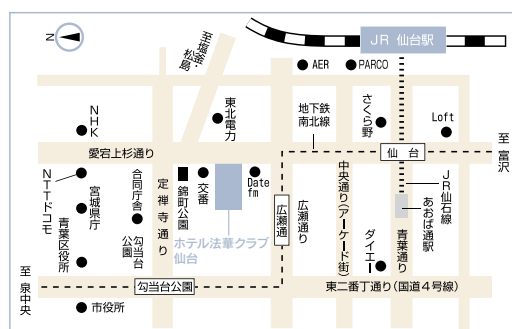 N
至塩釜・
松島
JR 仙台駅
AER
PARCO
NHK
東北電力
地下鉄
南北線
さくら野
Loft
愛宕上杉通り
仙台
至富沢
NTTドコモ
宮城県庁
青葉区役所
合同庁舎
勾当台
公園
定禅寺通り
錦町公園
交番
Date
fm
ホテル法華クラブ
仙台
広瀬通
広瀬通り
中央通り(アーケード街)
ダイエー
青葉通り
あおば通駅
JR仙石線
至泉中央
勾当台公園
東二番丁通り(国道4号線)
市役所